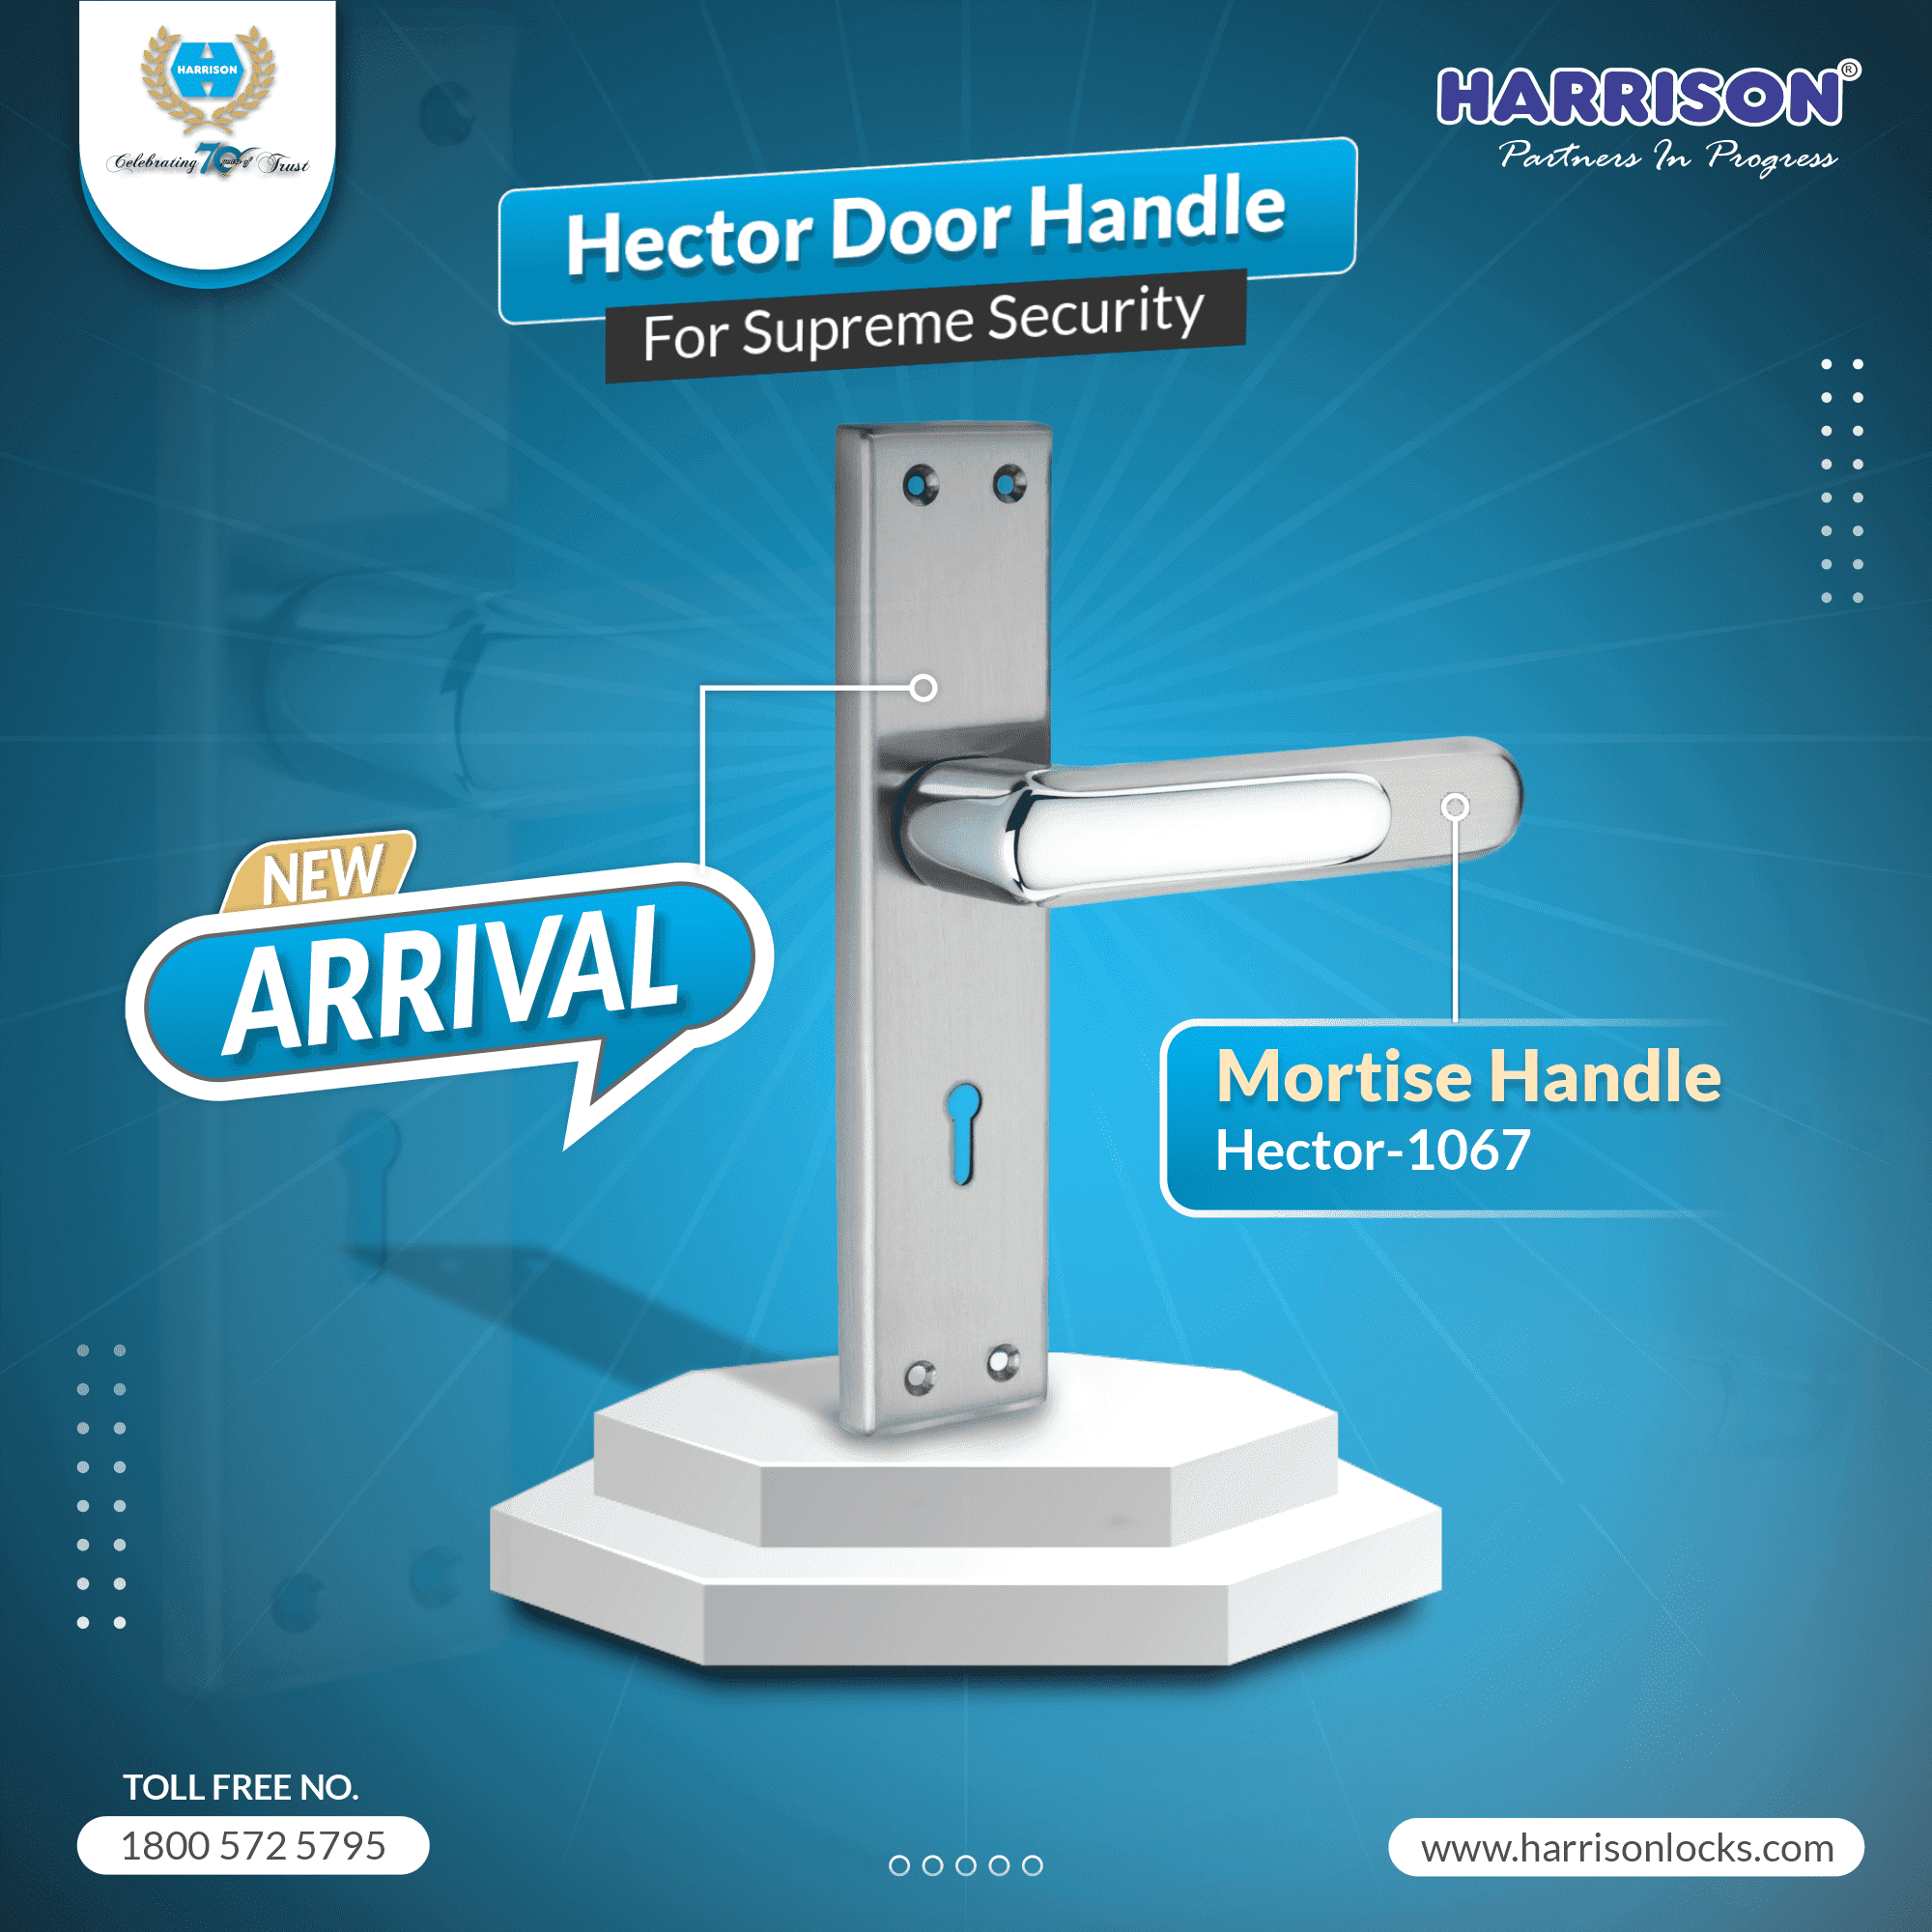 HARRISON
Celebrating 70 years of Trust
HARRISON®
Partners In Progress
Hector Door Handle
For Supreme Security
NEW
ARRIVAL
Mortise Handle
Hector-1067
TOLL FREE NO.
1800 572 5795
www.harrisonlocks.com